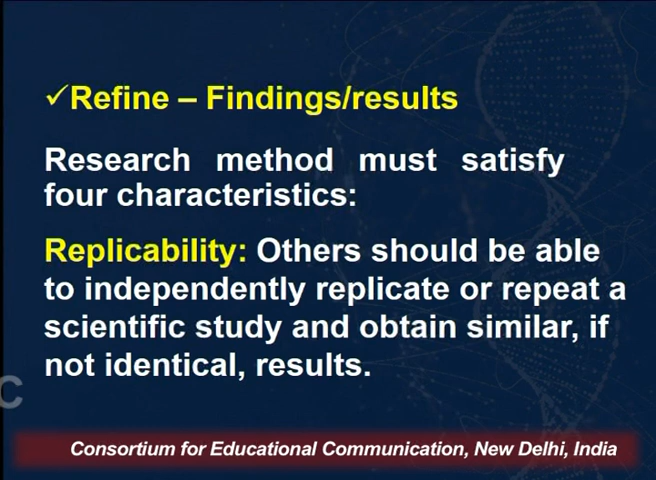 ✓Refine – Findings/results
Research method must satisfy
four characteristics:
Replicability: Others should be able
to independently replicate or repeat a
scientific study and obtain similar, if
not identical, results.
C
Consortium for Educational Communication, New Delhi, India